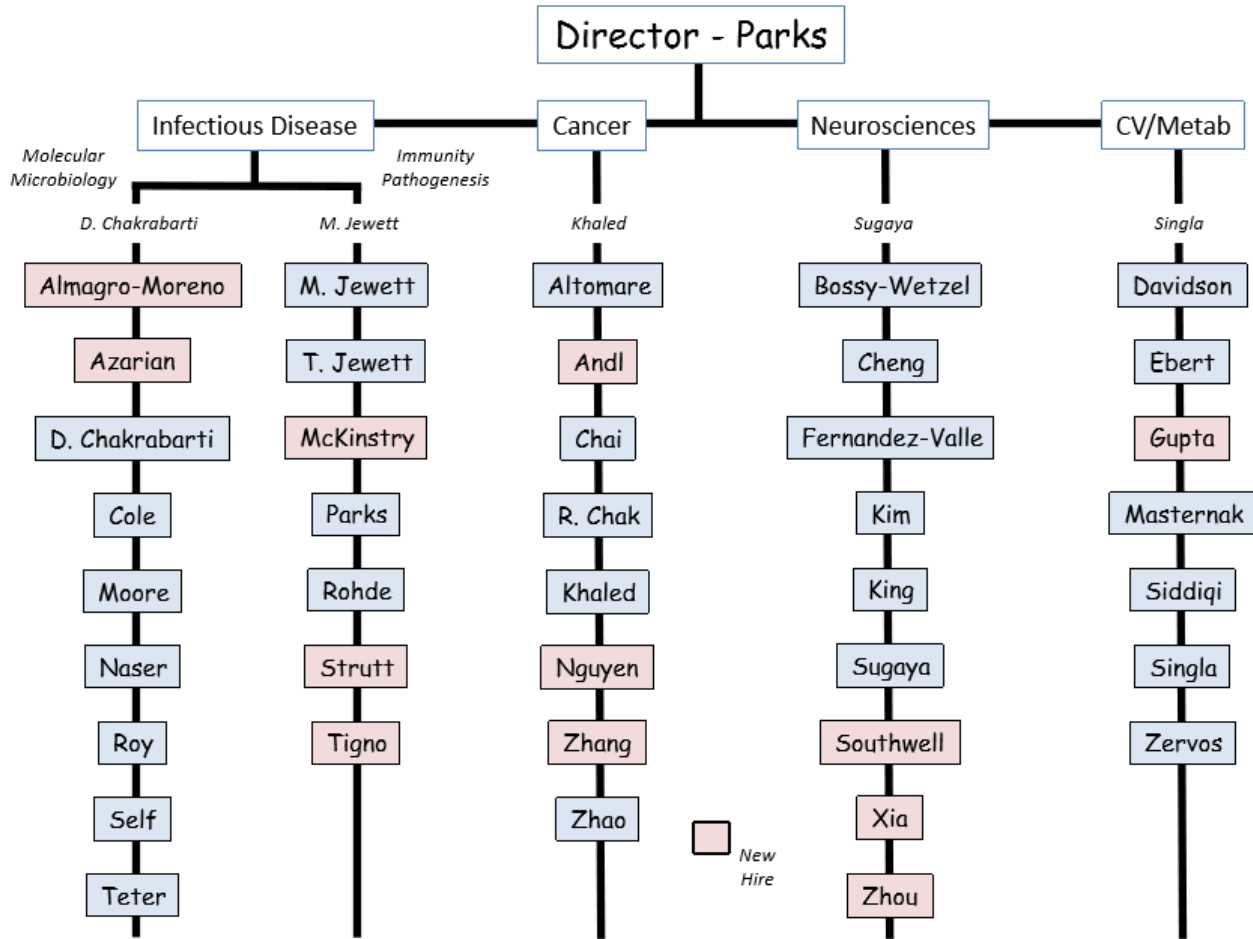 Director - Parks
Infectious Disease
Cancer
Neurosciences
CV/Metab
Molecular
Microbiology
Immunity
Pathogenesis
D. Chakrabarti
M. Jewett
Khaled
Sugaya
Singla
Almagro-Moreno
Azarian
D. Chakrabarti
Cole
Moore
Naser
Roy
Self
Teter
M. Jewett
T. Jewett
McKinstry
Parks
Rohde
Strutt
Tigno
Altomare
Andl
Chai
R. Chak
Khaled
Nguyen
Zhang
Zhao
Bossy-Wetzel
Cheng
Fernandez-Valle
Kim
King
Sugaya
Southwell
Xia
Zhou
Davidson
Ebert
Gupta
Masternak
Siddiqi
Singla
Zervos
New
Hire